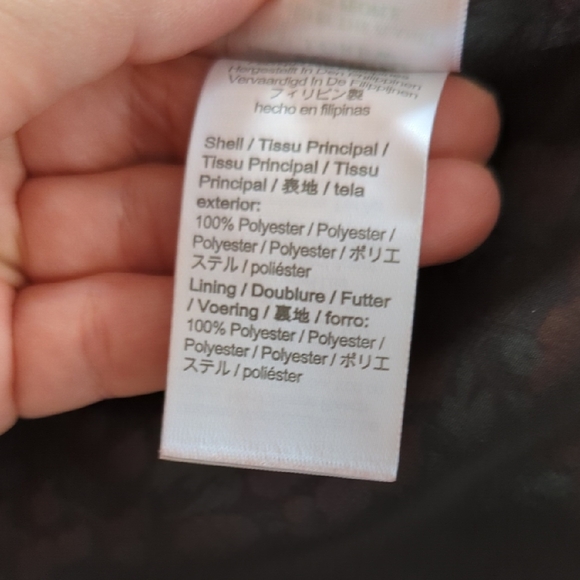 Hergestellt In Den Philippinen
Vervaardigd In De Filippijnen
フィリピン製
hecho en filipinas
Shell / Tissu Principal /
Tissu Principal / Tissu
Principal / 表地 / tela
exterior:
100% Polyester / Polyester /
Polyester / Polyester / ポリエ
ステル / poliéster
Lining / Doublure / Futter
/ Voering / 裏地 / forro:
100% Polyester / Polyester /
Polyester / Polyester / ポリエ
ステル / poliéster